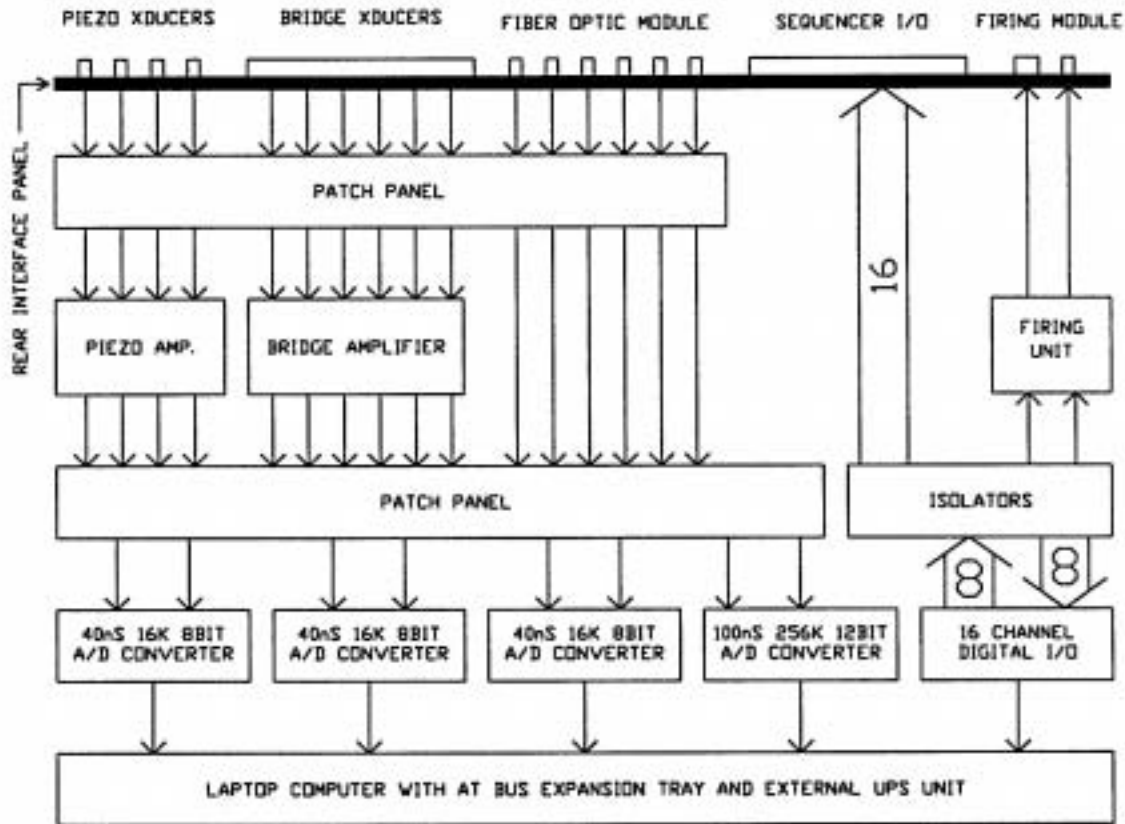 PIEZO XDUCERS
BRIDGE XDUCERS
FIBER OPTIC MODULE
SEQUENCER I/O
FIRING MODULE
REAR INTERFACE PANEL
PATCH PANEL
16
PIEZO AMP.
BRIDGE AMPLIFIER
FIRING
UNIT
PATCH PANEL
ISOLATORS
8
8
40nS 16K 8BIT
A/D CONVERTER
40nS 16K 8BIT
A/D CONVERTER
40nS 16K 8BIT
A/D CONVERTER
100nS 256K 12BIT
A/D CONVERTER
16 CHANNEL
DIGITAL I/O
LAPTOP COMPUTER WITH AT BUS EXPANSION TRAY AND EXTERNAL UPS UNIT